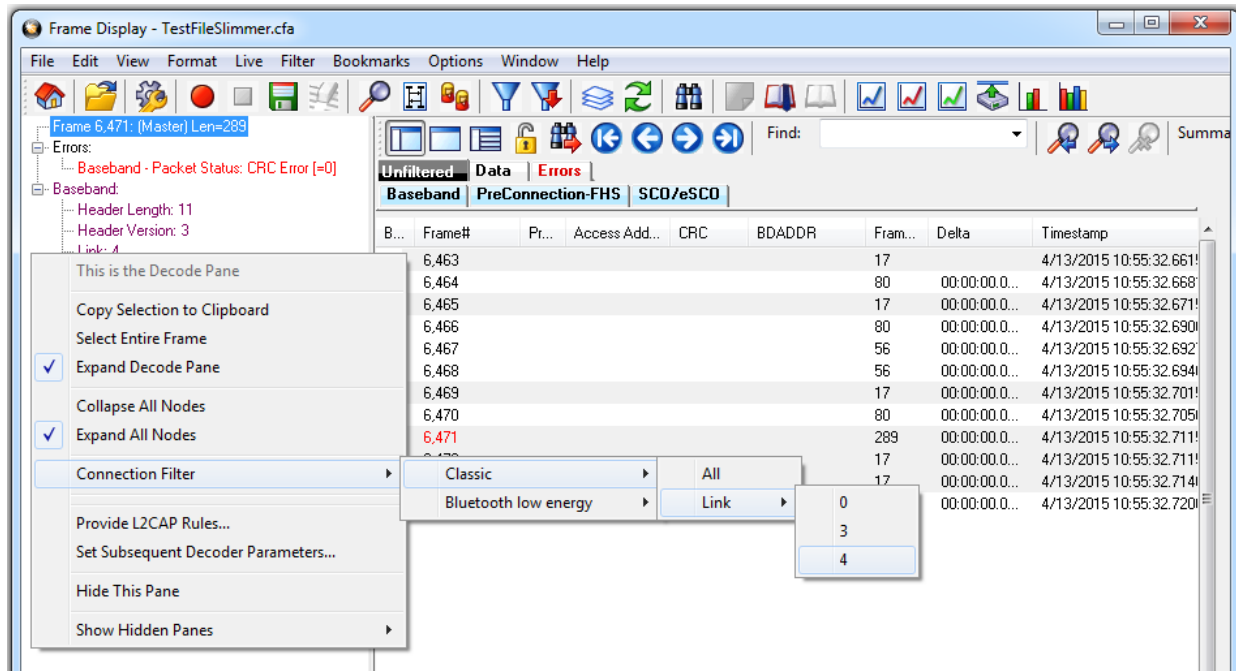 Frame Display - TestFileSlimmer.cfa
File Edit View Format Live Filter Bookmarks Options Window Help
Frame 6,471: (Master) Len=289
Errors:
Baseband - Packet Status: CRC Error [=0]
Baseband:
Header Length: 11
Header Version: 3
Link: 4
Find:
Summa
Unfiltered Data Errors
Baseband PreConnection-FHS SCO/eSCO
B... Frame# Pr... Access Add... CRC BDADDR Fram... Delta Timestamp
6,463 17 4/13/2015 10:55:32.661
6,464 80 00:00:00.0... 4/13/2015 10:55:32.668
6,465 17 00:00:00.0... 4/13/2015 10:55:32.671
6,466 80 00:00:00.0... 4/13/2015 10:55:32.690
6,467 56 00:00:00.0... 4/13/2015 10:55:32.692
6,468 56 00:00:00.0... 4/13/2015 10:55:32.694
6,469 17 00:00:00.0... 4/13/2015 10:55:32.701
6,470 80 00:00:00.0... 4/13/2015 10:55:32.705
6,471 289 00:00:00.0... 4/13/2015 10:55:32.711
17 00:00:00.0... 4/13/2015 10:55:32.711
17 00:00:00.0... 4/13/2015 10:55:32.714
00:00:00.0... 4/13/2015 10:55:32.720
This is the Decode Pane
Copy Selection to Clipboard
Select Entire Frame
Expand Decode Pane
Collapse All Nodes
Expand All Nodes
Connection Filter
Provide L2CAP Rules...
Set Subsequent Decoder Parameters...
Hide This Pane
Show Hidden Panes
Classic
Bluetooth low energy
All
Link
0
3
4